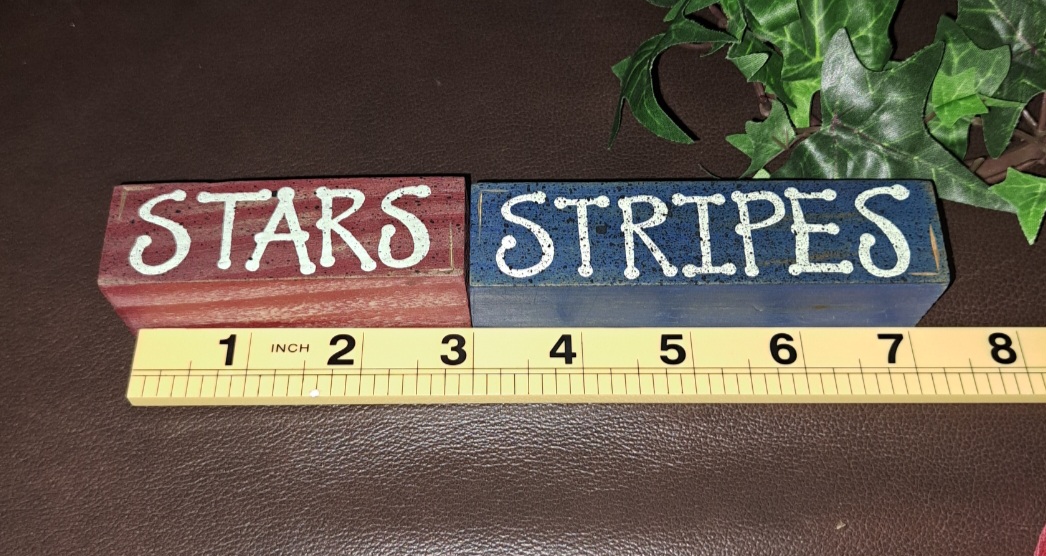 STARS STRIPES
1 INCH 2 3 4 5 6 7 8